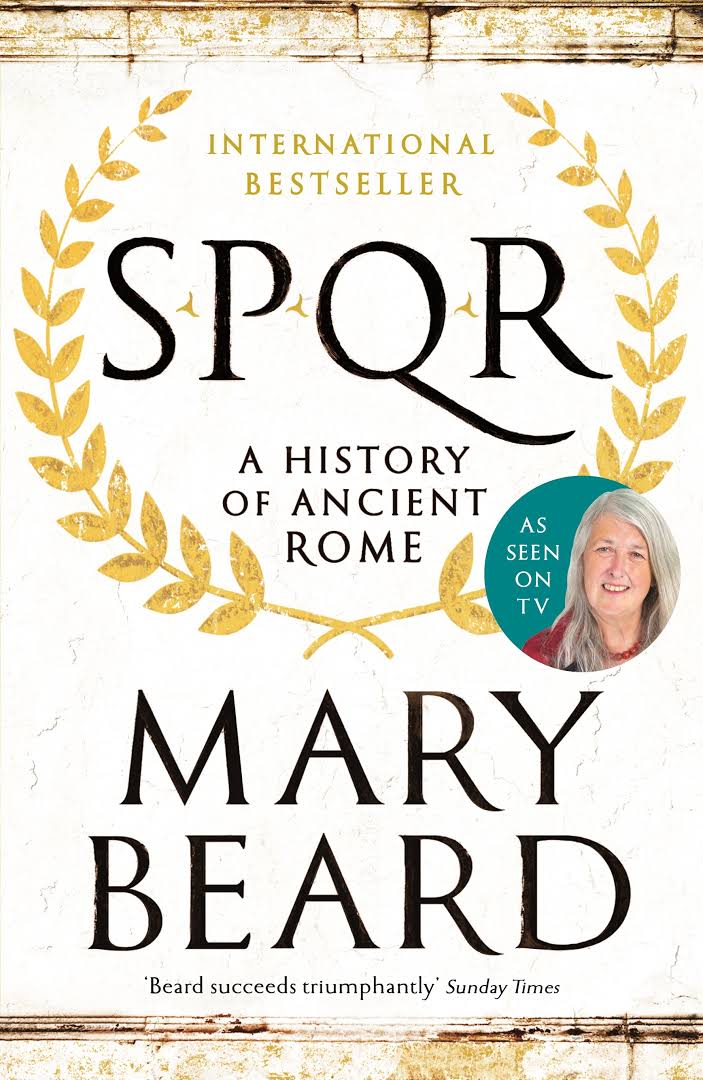 INTERNATIONAL
BESTSELLER
SPQR
A HISTORY
OF ANCIENT
ROME
AS
SEEN
ON
TV
MARY
BEARD
‘Beard succeeds triumphantly’ Sunday Times